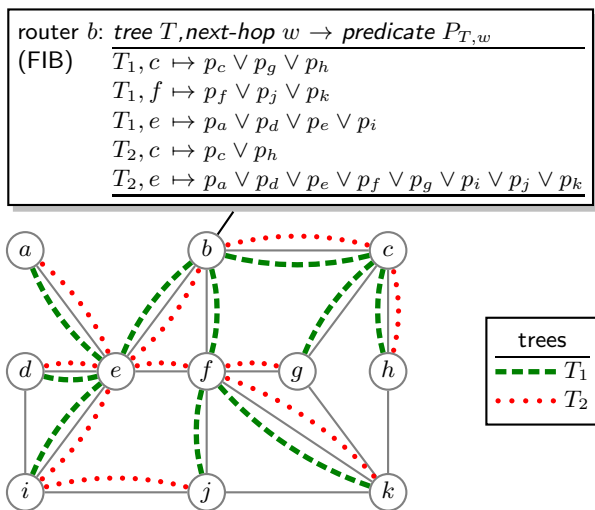 router b: tree T, next-hop w → predicate P_{T,w}
(FIB)
T₁, c ↦ p_c ∨ p_g ∨ p_h
T₁, f ↦ p_f ∨ p_j ∨ p_k
T₁, e ↦ p_a ∨ p_d ∨ p_e ∨ p_i
T₂, c ↦ p_c ∨ p_h
T₂, e ↦ p_a ∨ p_d ∨ p_e ∨ p_f ∨ p_g ∨ p_i ∨ p_j ∨ p_k
a b c
d e f g h
i j k
trees
T₁
T₂